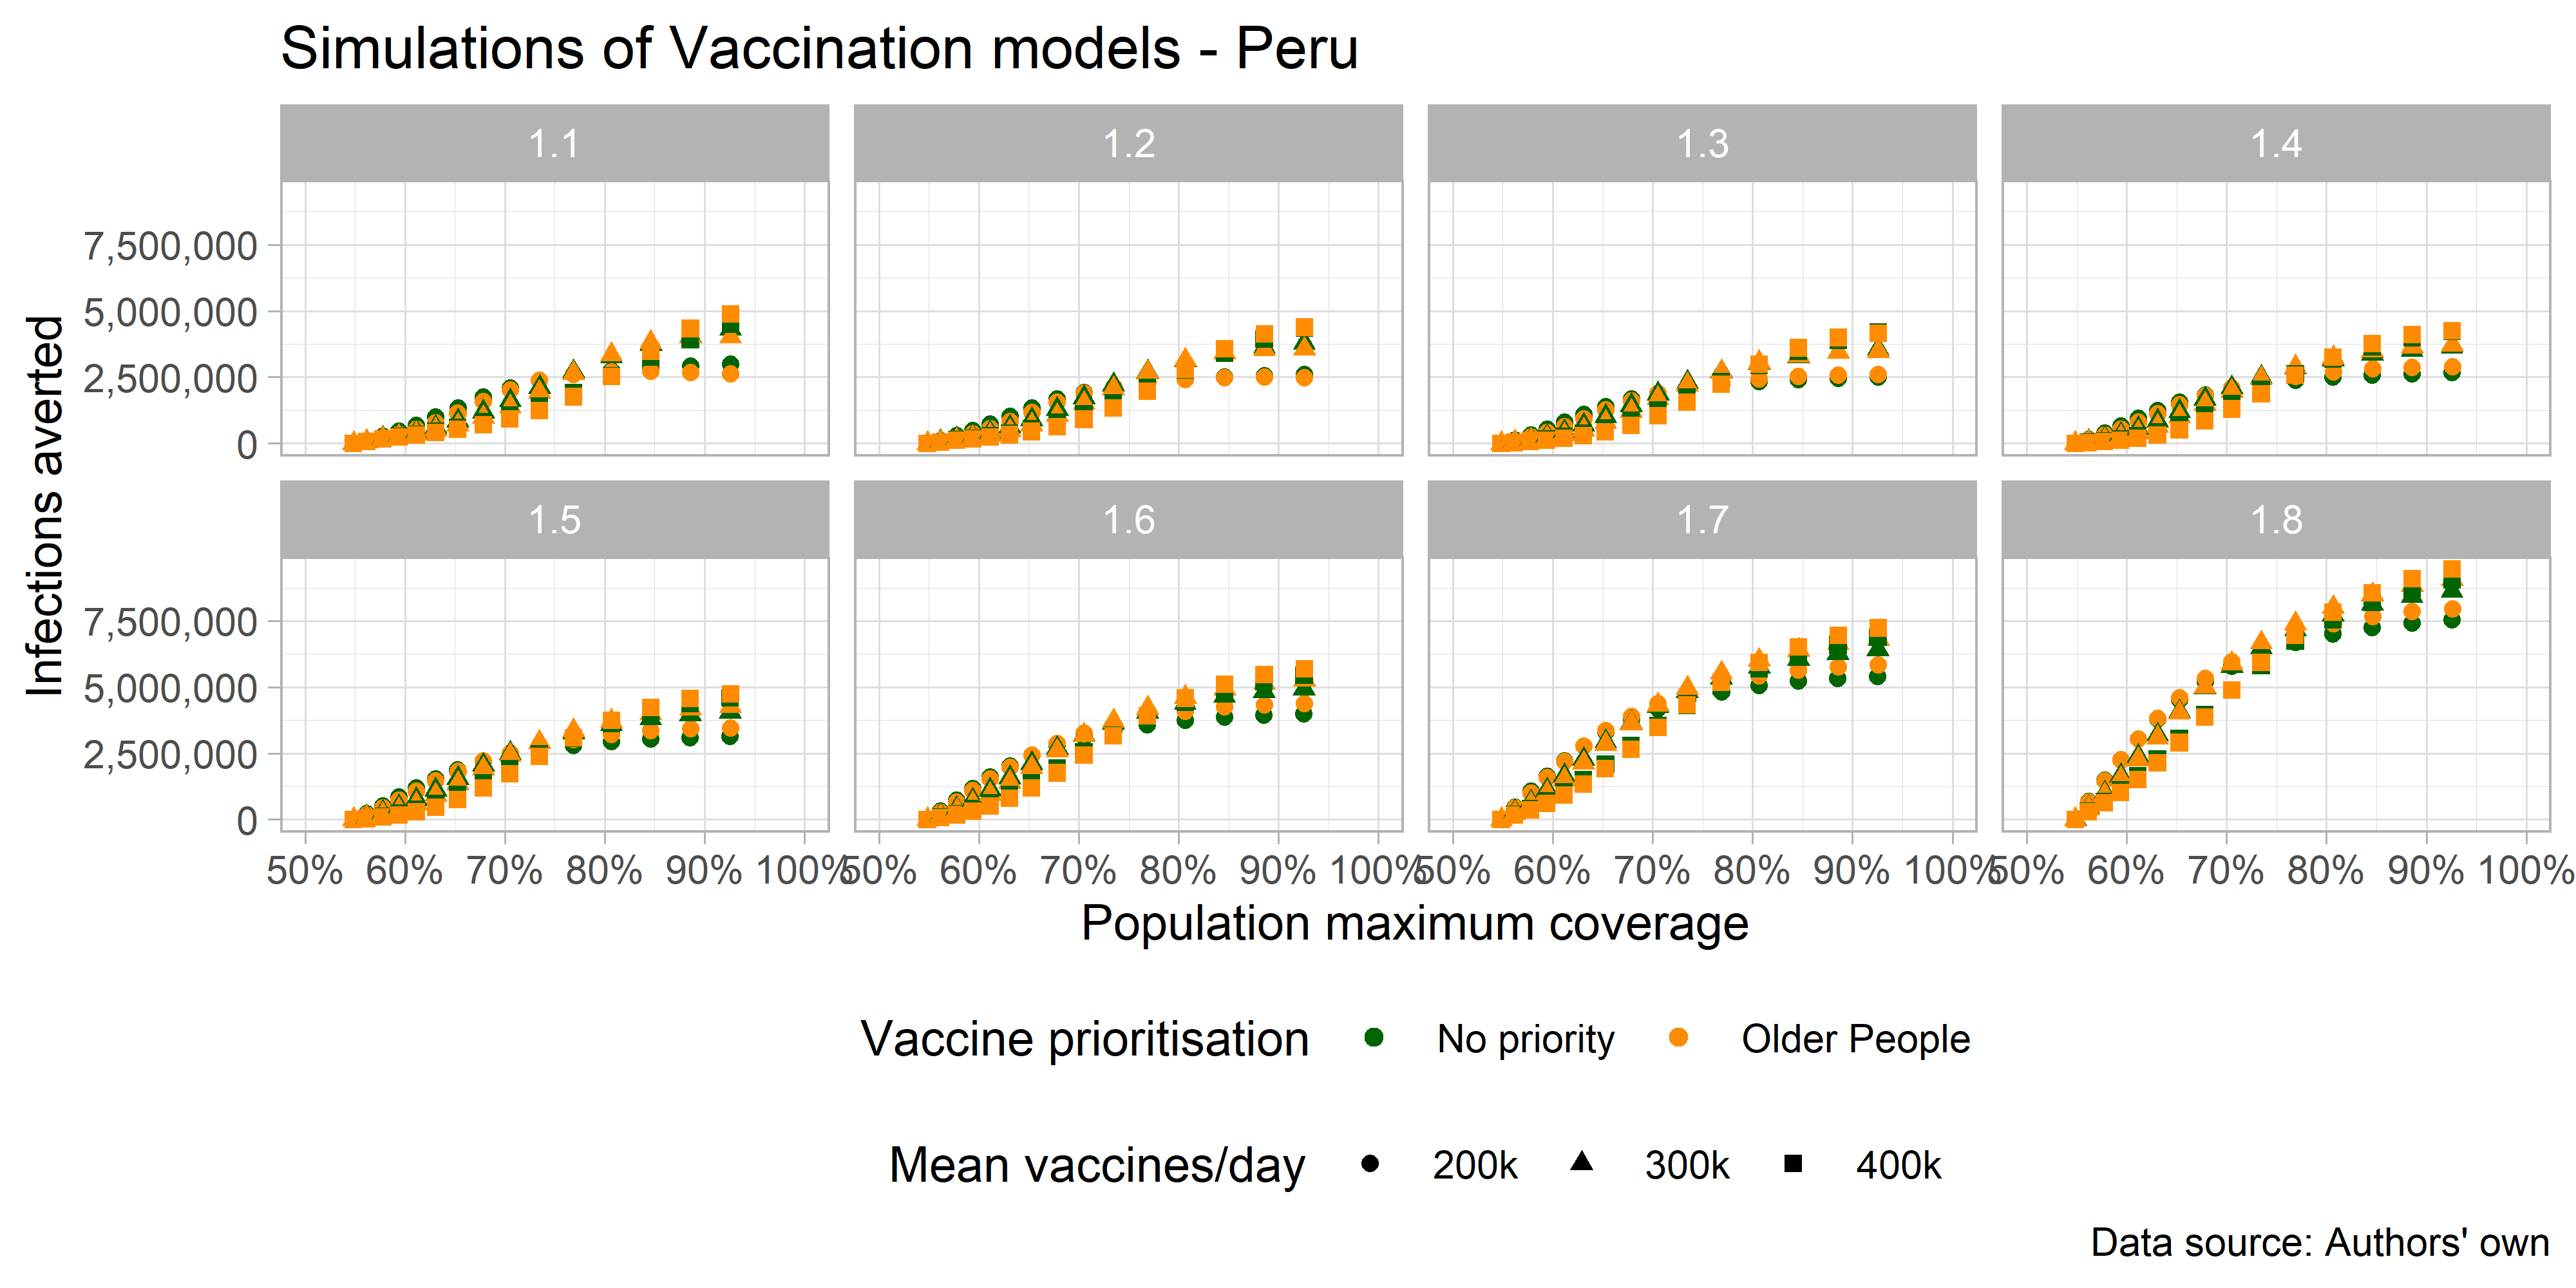 Simulations of Vaccination models - Peru
1.1 1.2 1.3 1.4
Infections averted
7,500,000
5,000,000
2,500,000
0
1.5 1.6 1.7 1.8
7,500,000
5,000,000
2,500,000
0
50% 60% 70% 80% 90% 100% 50% 60% 70% 80% 90% 100% 50% 60% 70% 80% 90% 100% 50% 60% 70% 80% 90% 100%
Population maximum coverage
Vaccine prioritisation No priority Older People
Mean vaccines/day 200k 300k 400k
Data source: Authors' own